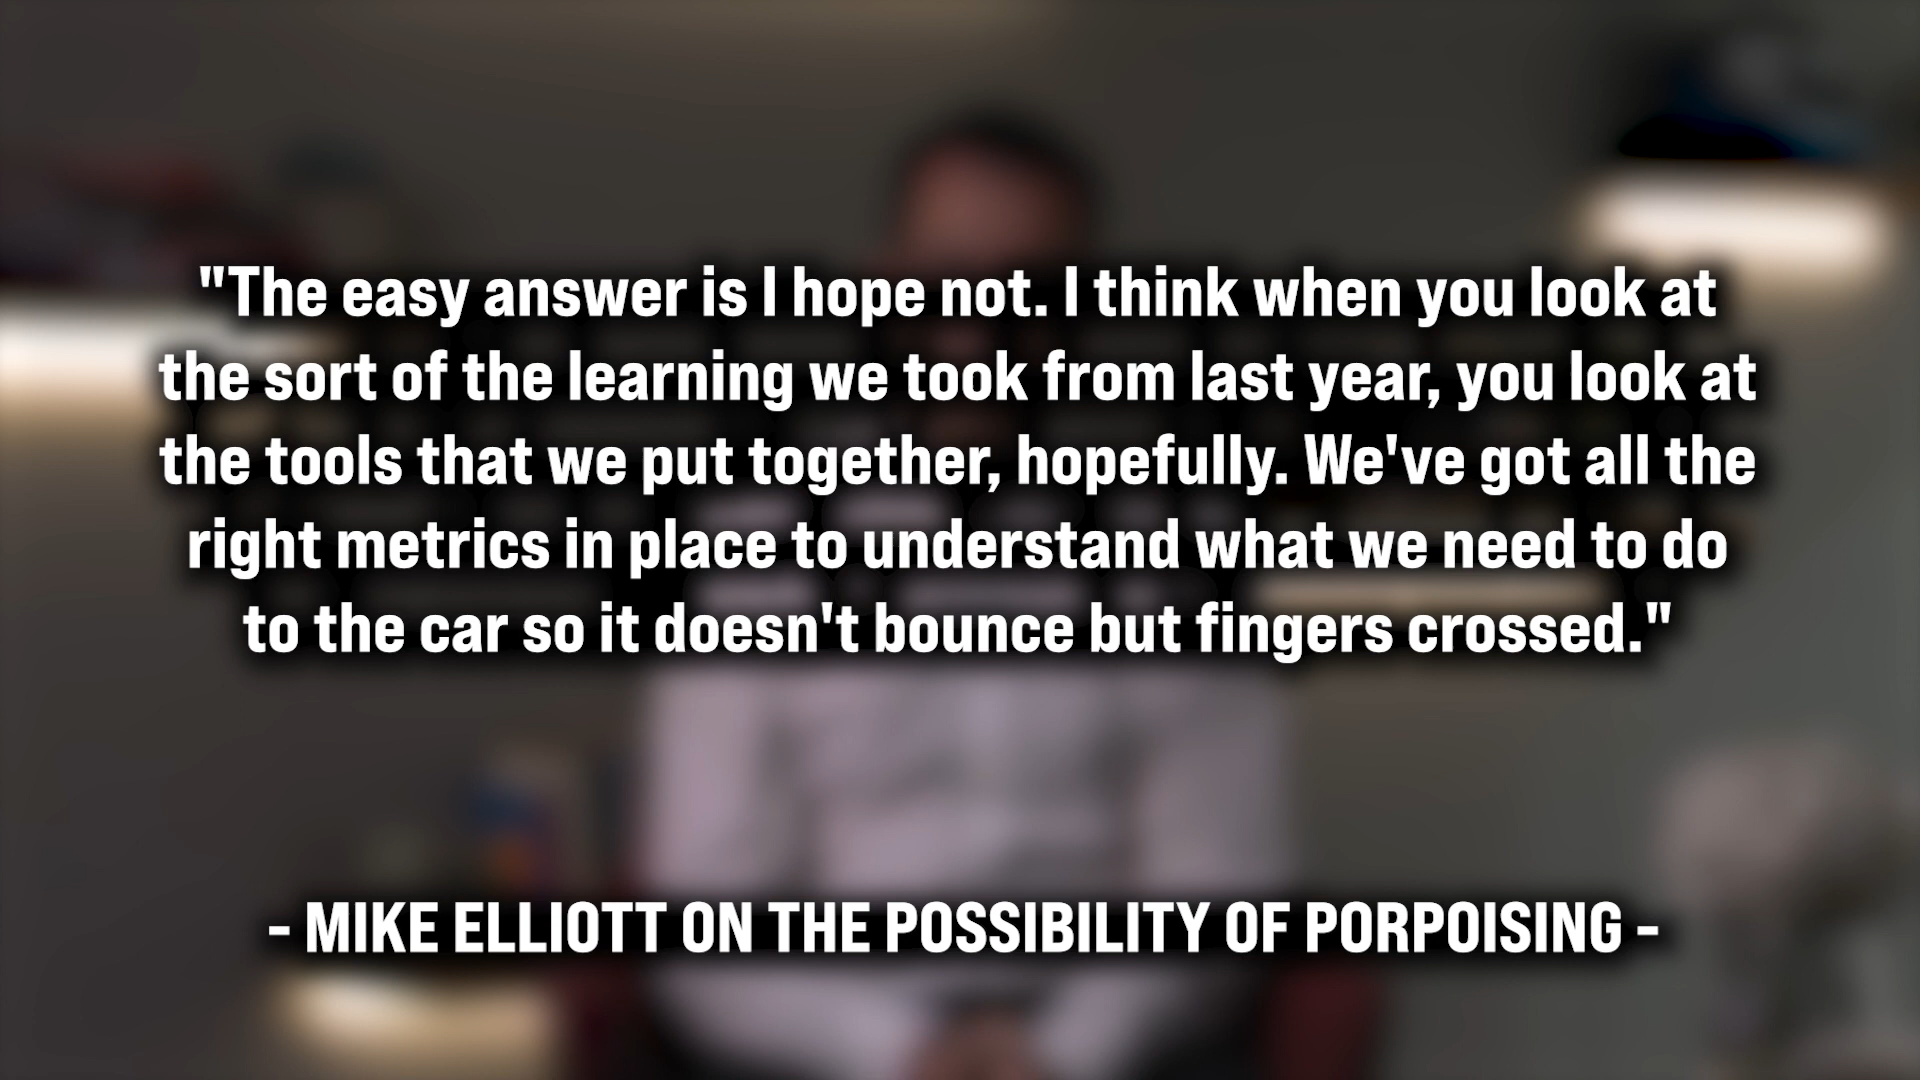 "The easy answer is I hope not. I think when you look at
the sort of the learning we took from last year, you look at
the tools that we put together, hopefully. We've got all the
right metrics in place to understand what we need to do
to the car so it doesn't bounce but fingers crossed."
- MIKE ELLIOTT ON THE POSSIBILITY OF PORPOISING -